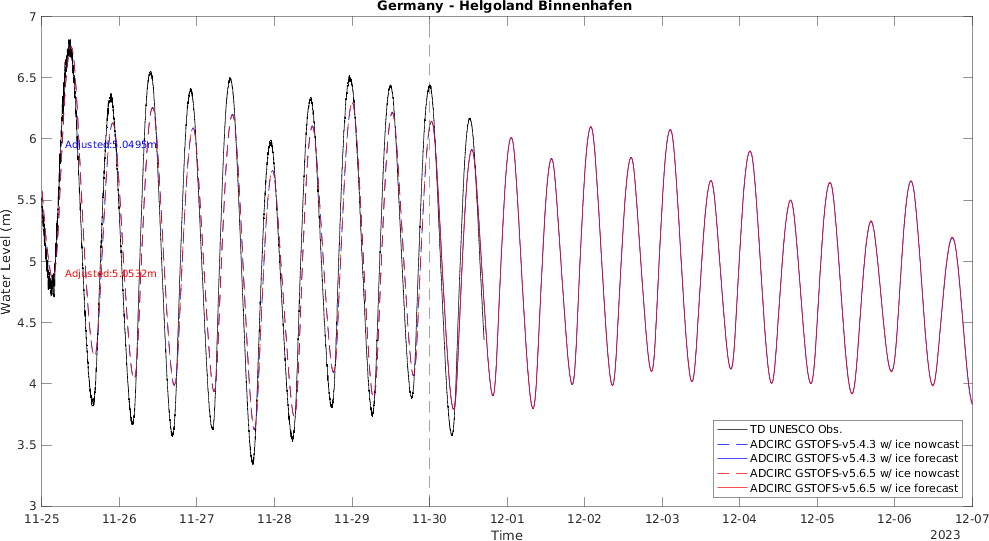 Germany - Helgoland Binnenhafen
7
6.5
6
5.5
5
4.5
4
3.5
3
Water Level (m)
Adjusted:5.0495m
Adjusted:5.0532m
TD UNESCO Obs.
ADCIRC GSTOFS-v5.4.3 w/ ice nowcast
ADCIRC GSTOFS-v5.4.3 w/ ice forecast
ADCIRC GSTOFS-v5.6.5 w/ ice nowcast
ADCIRC GSTOFS-v5.6.5 w/ ice forecast
11-25 11-26 11-27 11-28 11-29 11-30 12-01 12-02 12-03 12-04 12-05 12-06 12-07
Time
2023